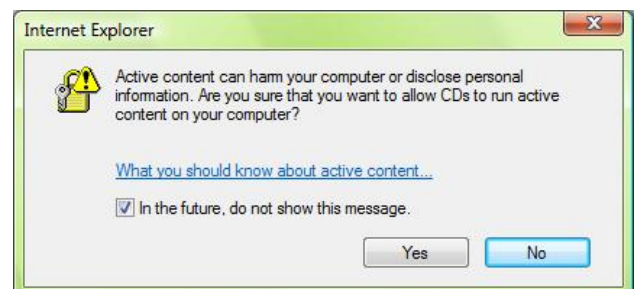 Internet Explorer
Active content can harm your computer or disclose personal
information. Are you sure that you want to allow CDs to run active
content on your computer?
What you should know about active content...
In the future, do not show this message.
Yes No